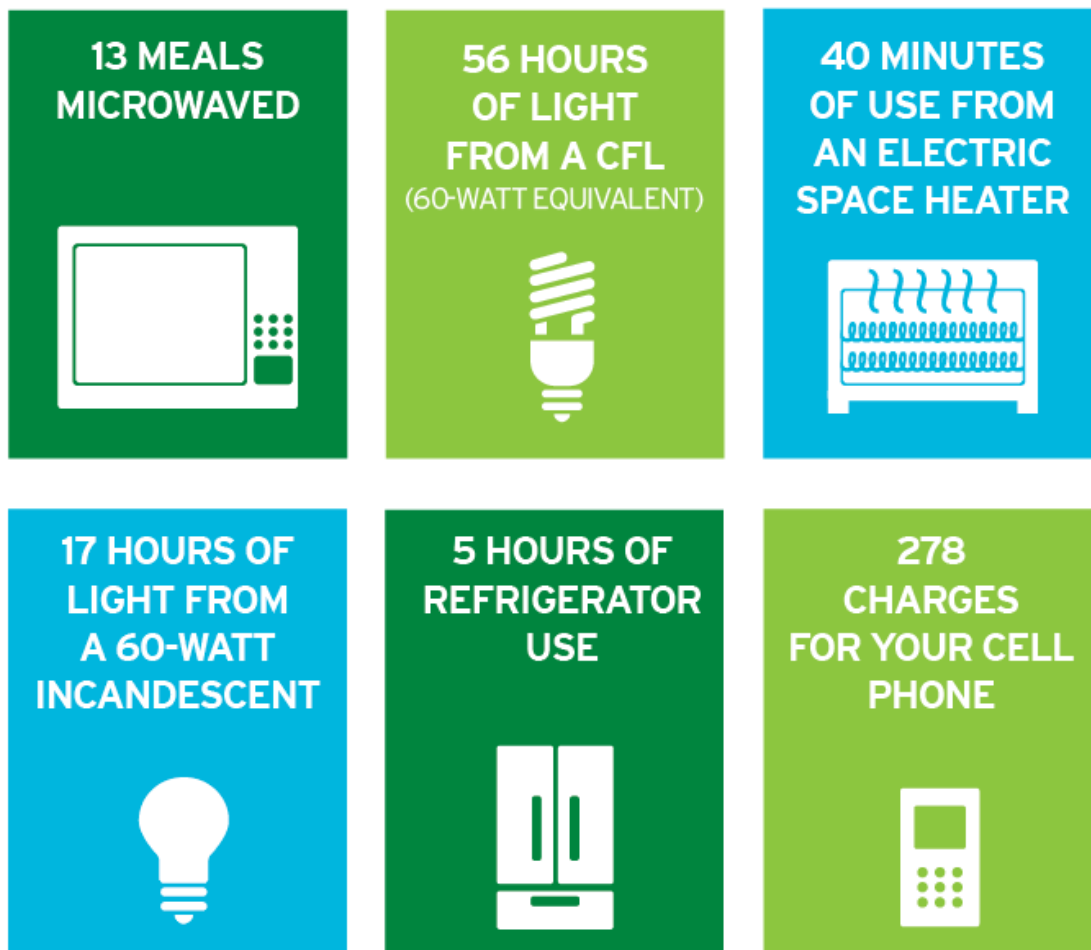 13 MEALS
MICROWAVED
56 HOURS
OF LIGHT
FROM A CFL
(60-WATT EQUIVALENT)
40 MINUTES
OF USE FROM
AN ELECTRIC
SPACE HEATER
17 HOURS OF
LIGHT FROM
A 60-WATT
INCANDESCENT
5 HOURS OF
REFRIGERATOR
USE
278
CHARGES
FOR YOUR CELL
PHONE